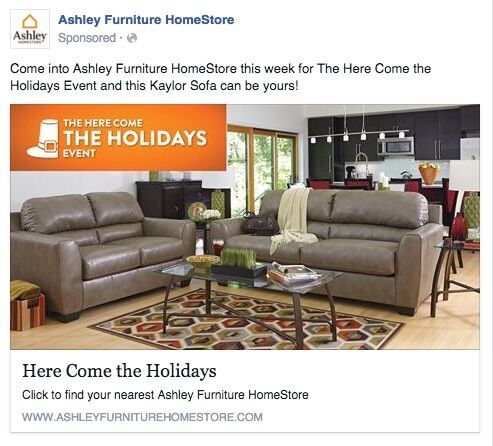 Ashley
HOMESTORE
Ashley Furniture HomeStore
Sponsored ·
Come into Ashley Furniture HomeStore this week for The Here Come the
Holidays Event and this Kaylor Sofa can be yours!
THE HERE COME
THE HOLIDAYS
EVENT
Here Come the Holidays
Click to find your nearest Ashley Furniture HomeStore
WWW.ASHLEYFURNITUREHOMESTORE.COM